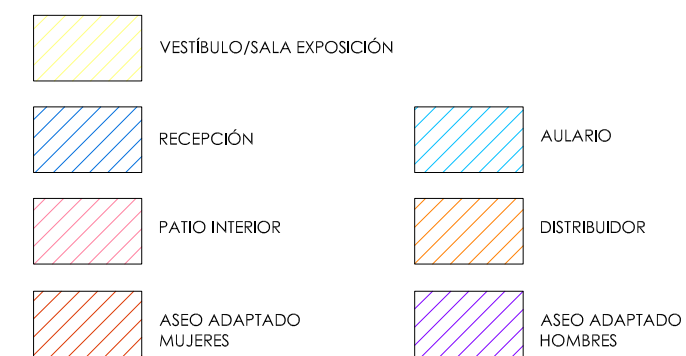 VESTÍBULO/SALA EXPOSICIÓN
RECEPCIÓN
AULARIO
PATIO INTERIOR
DISTRIBUIDOR
ASEO ADAPTADO
MUJERES
ASEO ADAPTADO
HOMBRES